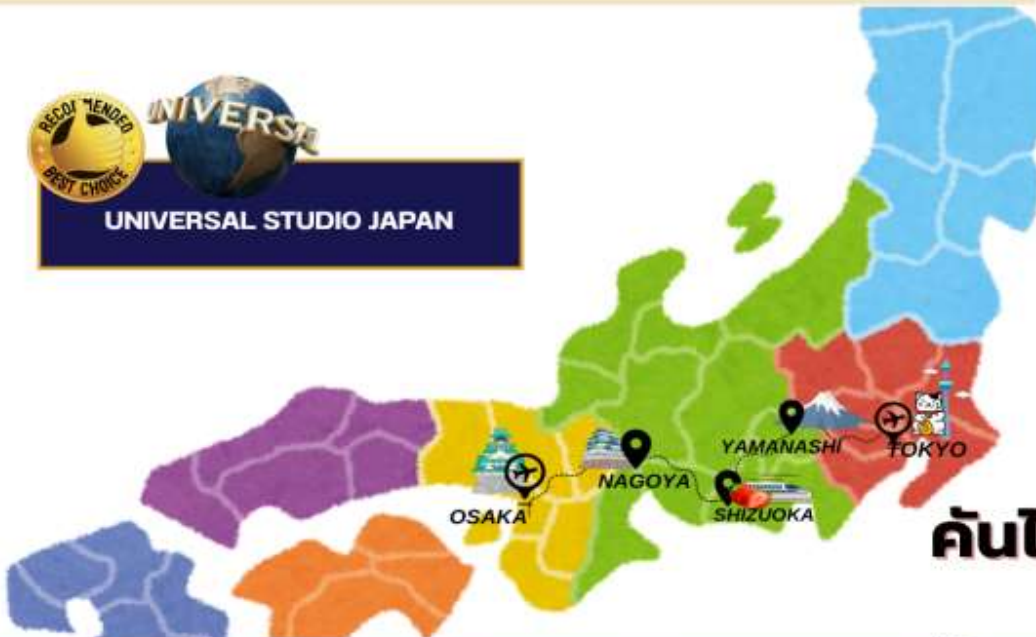 RECOMMENDED
BEST CHOICE
UNIVERSAL
UNIVERSAL STUDIO JAPAN
YAMANASHI
TOKYO
NAGOYA
OSAKA
SHIZUOKA